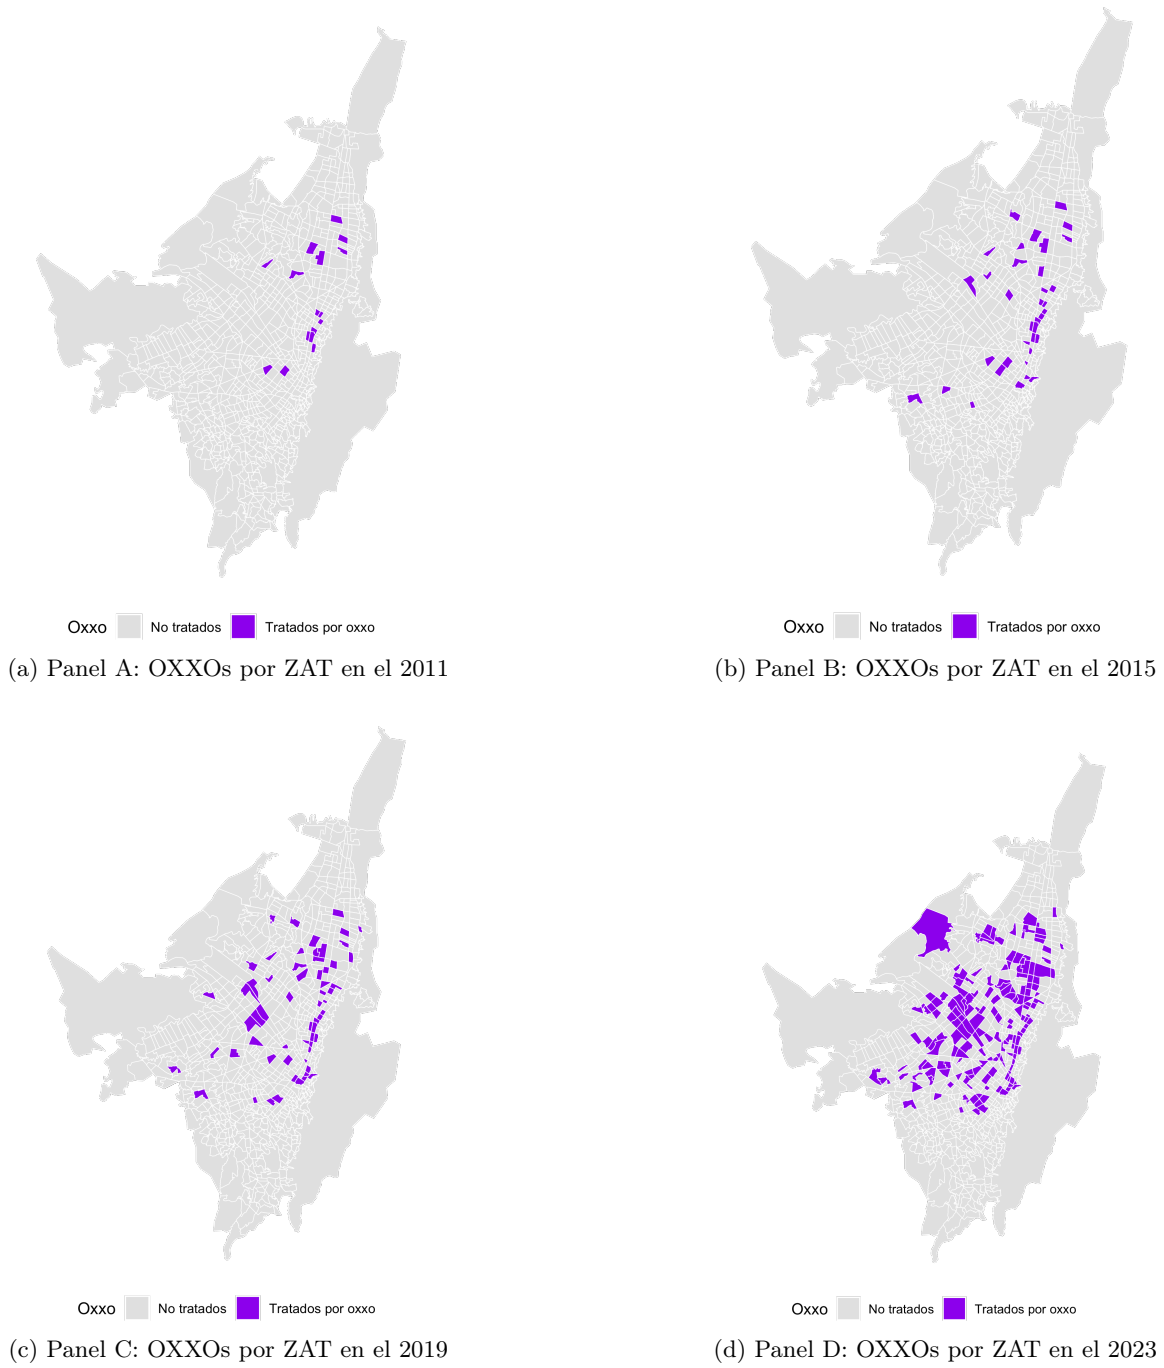 Oxxo No tratados Tratados por oxxo
(a) Panel A: OXXOs por ZAT en el 2011
Oxxo No tratados Tratados por oxxo
(b) Panel B: OXXOs por ZAT en el 2015
Oxxo No tratados Tratados por oxxo
(c) Panel C: OXXOs por ZAT en el 2019
Oxxo No tratados Tratados por oxxo
(d) Panel D: OXXOs por ZAT en el 2023